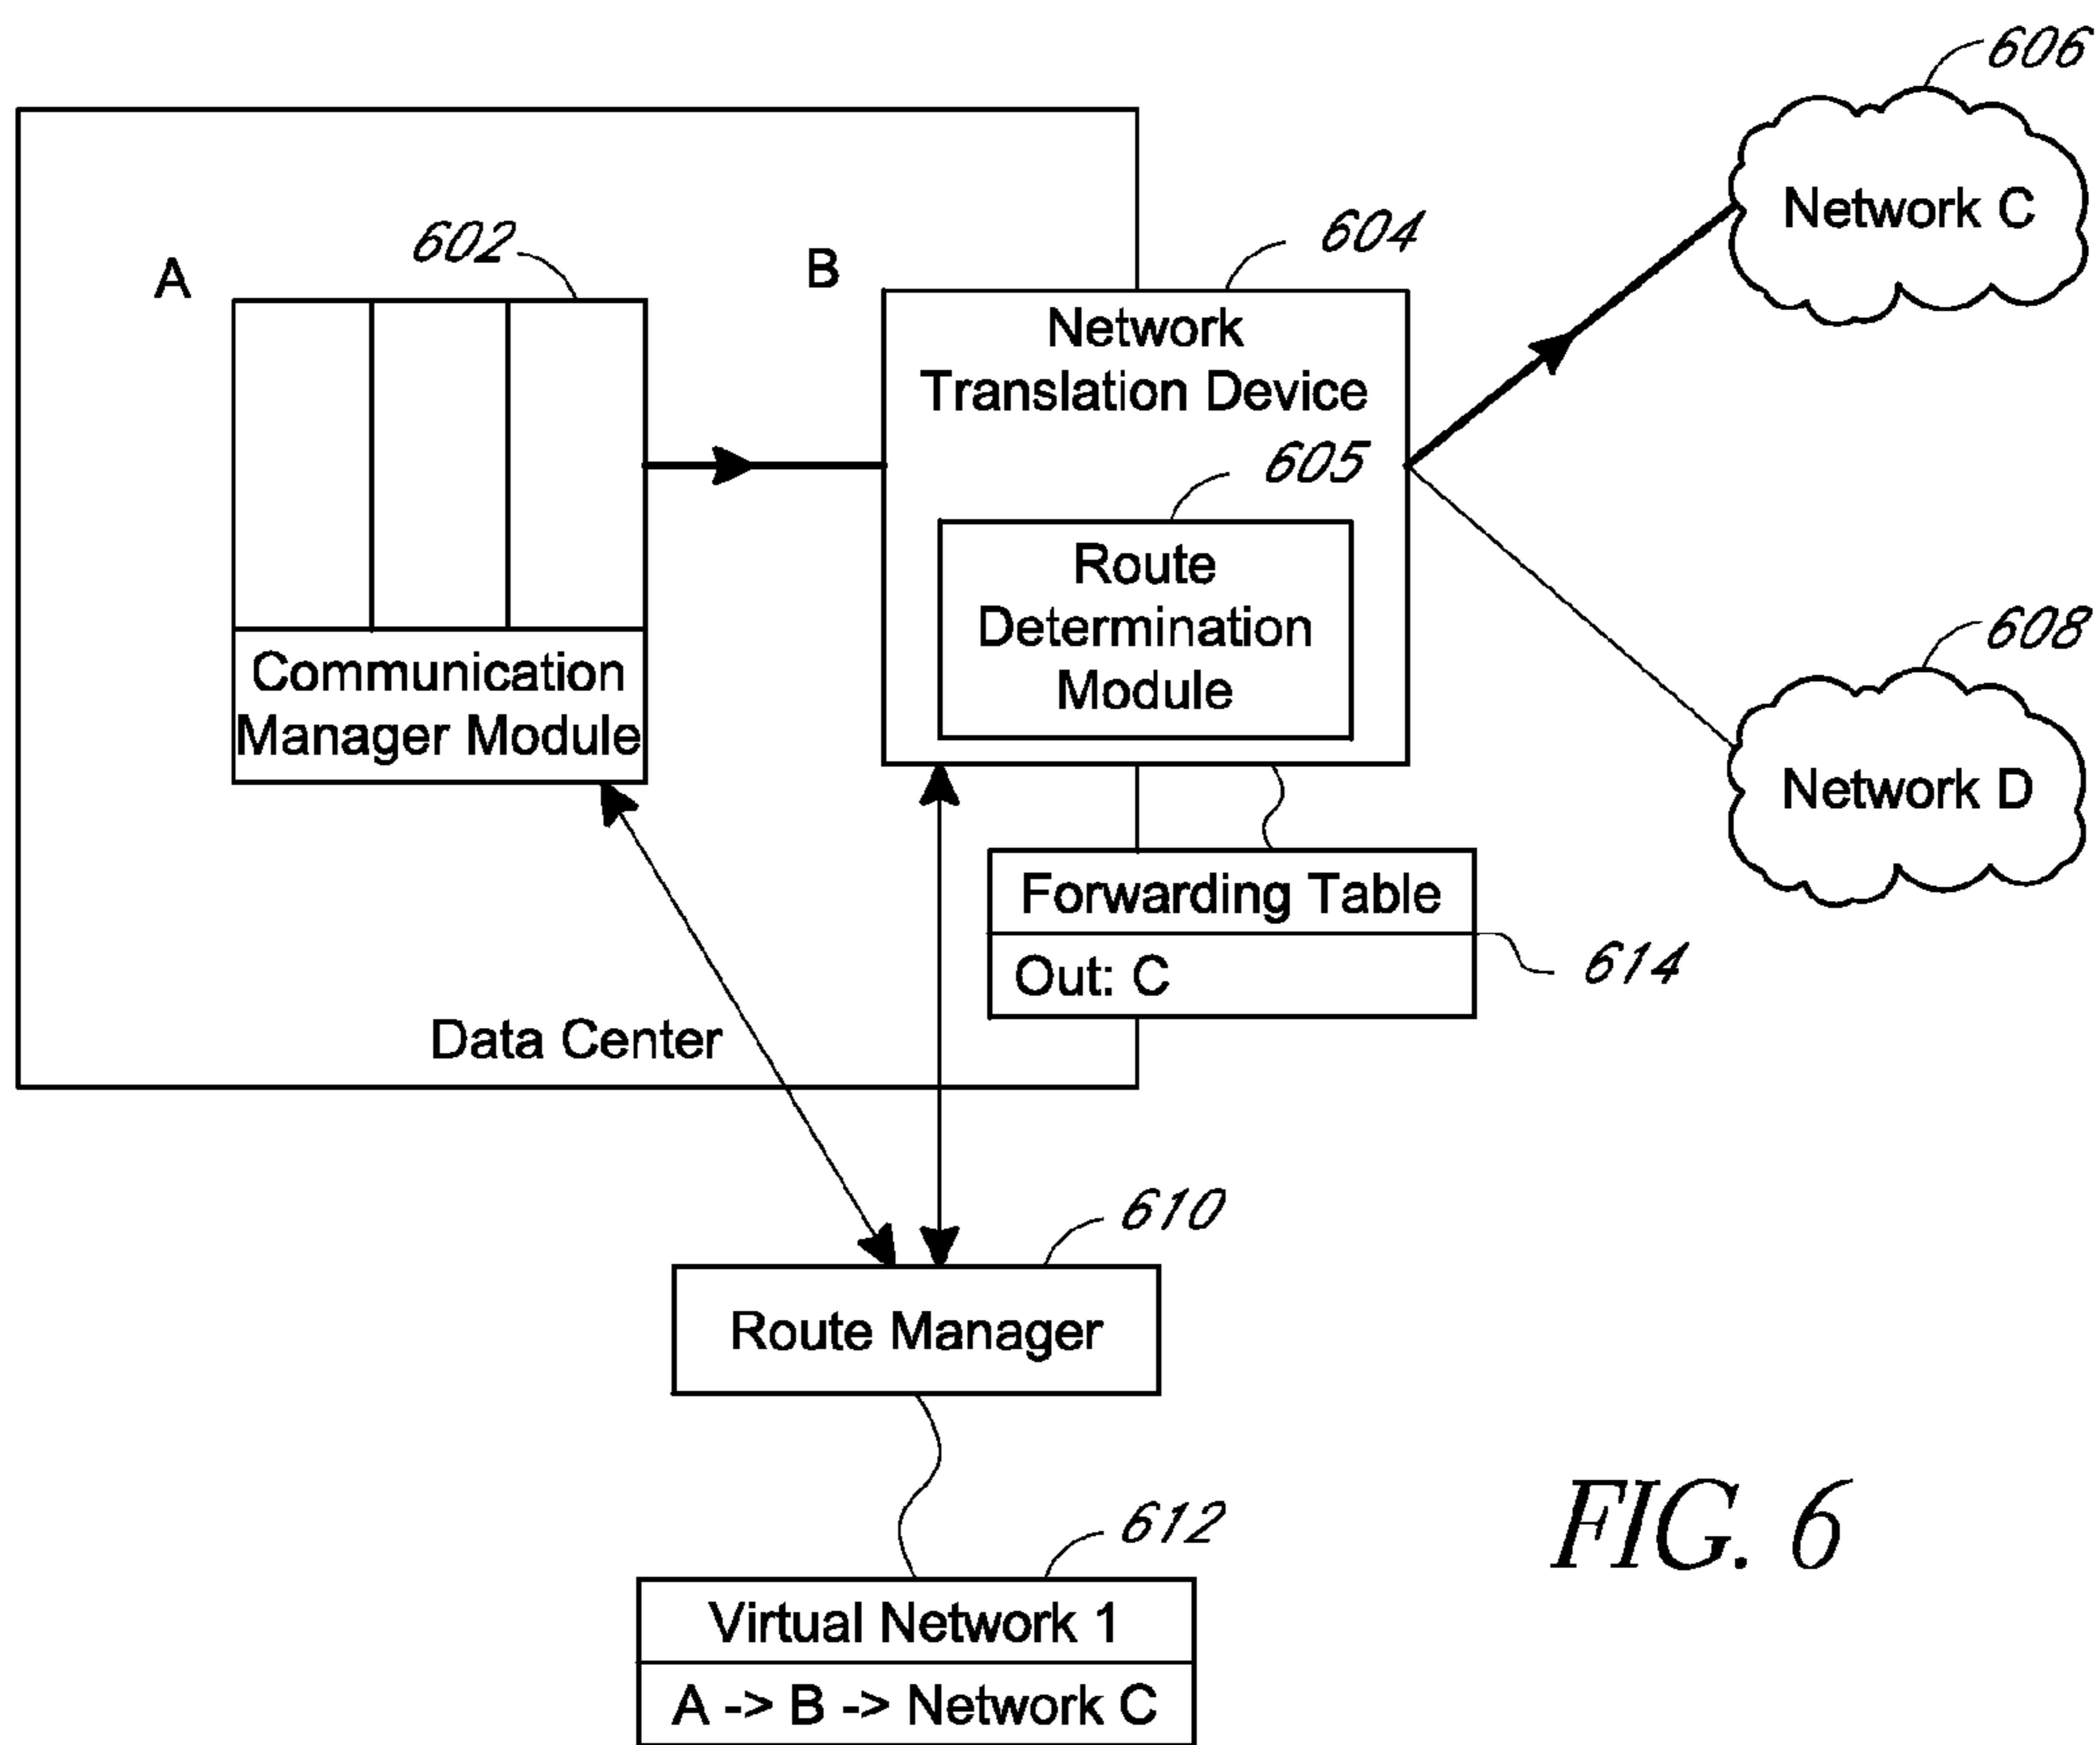 606
Network C
602
604
A
B
Network
Translation Device
605
Route
Determination
Module
Communication
Manager Module
608
Network D
Forwarding Table
Out: C
614
Data Center
610
Route Manager
612
Virtual Network 1
A -> B -> Network C
FIG. 6